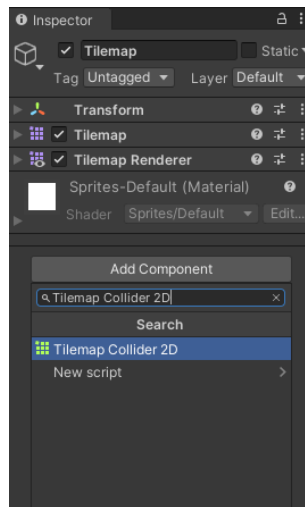 Inspector
Tilemap Static
Tag Untagged Layer Default
Transform
Tilemap
Tilemap Renderer
Sprites-Default (Material)
Shader Sprites/Default Edit...
Add Component
Tilemap Collider 2D
Search
Tilemap Collider 2D
New script